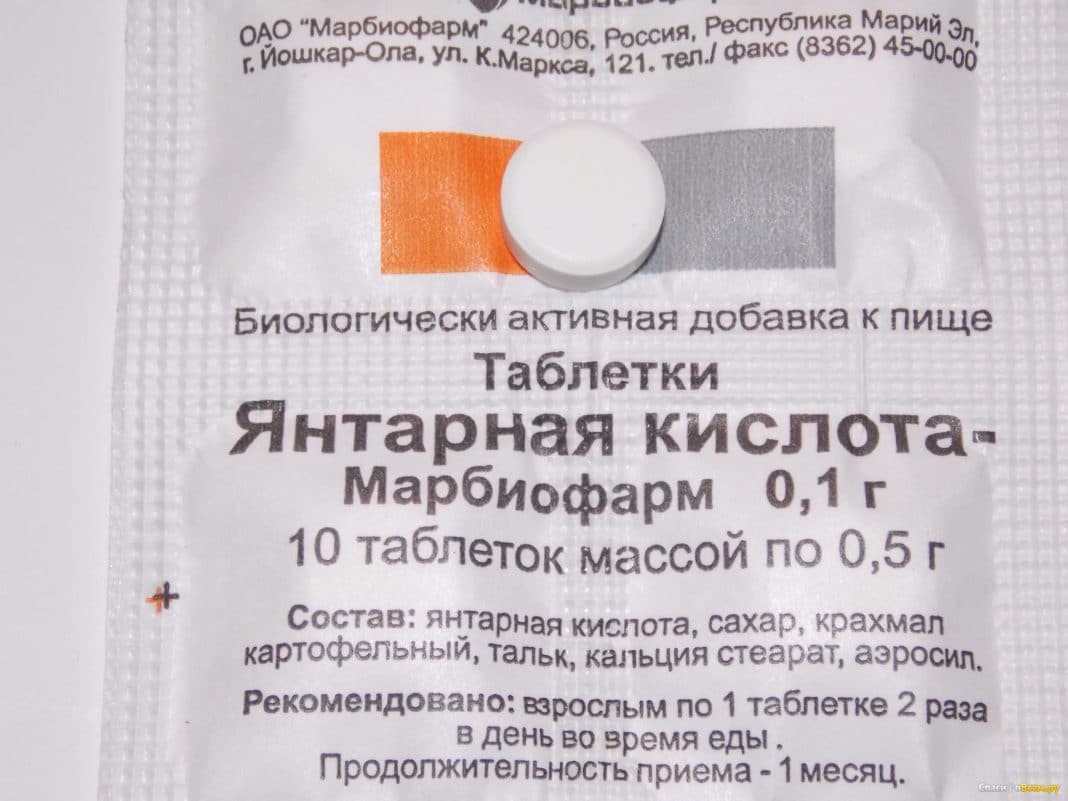 ОАО "Марбиофарм" 424006, Россия, Республика Марий Эл,
г. Йошкар-Ола, ул. К.Маркса, 121. тел./ факс (8362) 45-00-00
Биологически активная добавка к пище
Таблетки
Янтарная кислота-
Марбиофарм 0,1 г
10 таблеток массой по 0,5 г
Состав: янтарная кислота, сахар, крахмал
картофельный, тальк, кальция стеарат, аэросил.
Рекомендовано: взрослым по 1 таблетке 2 раза
в день во время еды.
Продолжительность приема - 1 месяц.